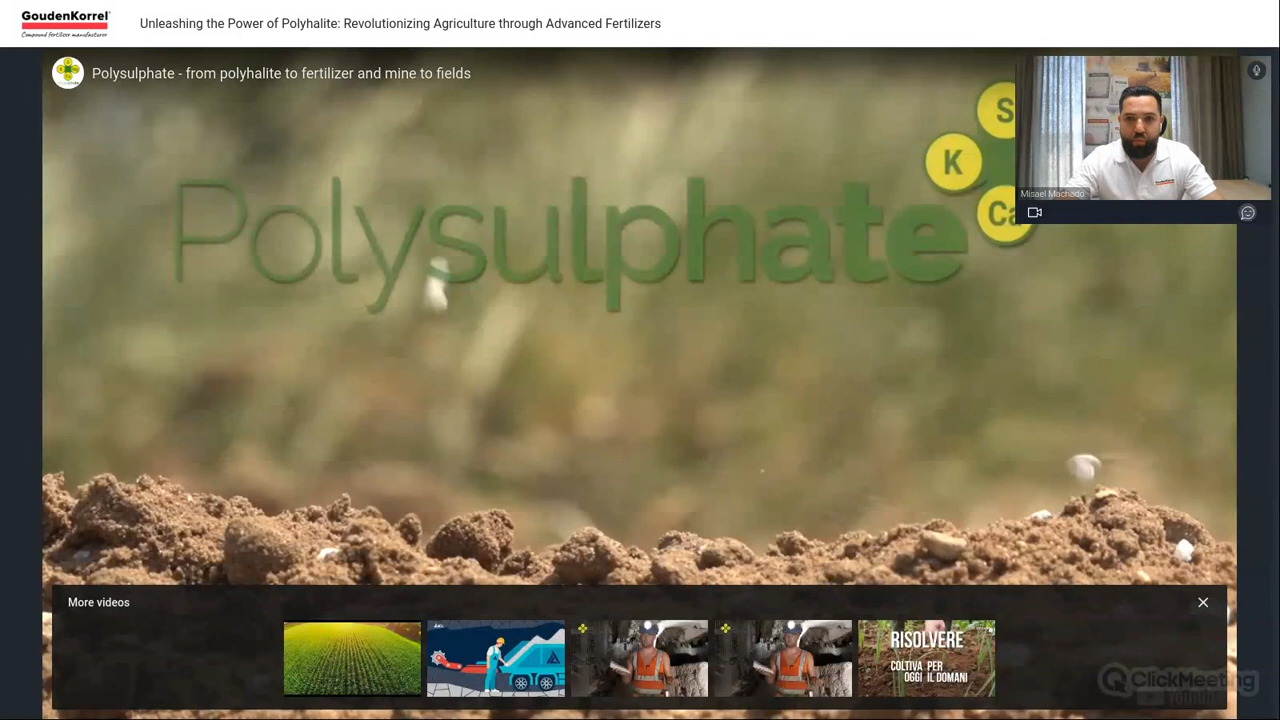 GoudenKorrel
Compound fertilizer manufacturer
Unleashing the Power of Polyhalite: Revolutionizing Agriculture through Advanced Fertilizers
Polysulphate - from polyhalite to fertilizer and mine to fields
S
K
Ca
Polysulphate
Misael Machado
More videos
RISOLVERE
COLTIVA PER
OGGI IL DOMANI
ClickMeeting
YouTube